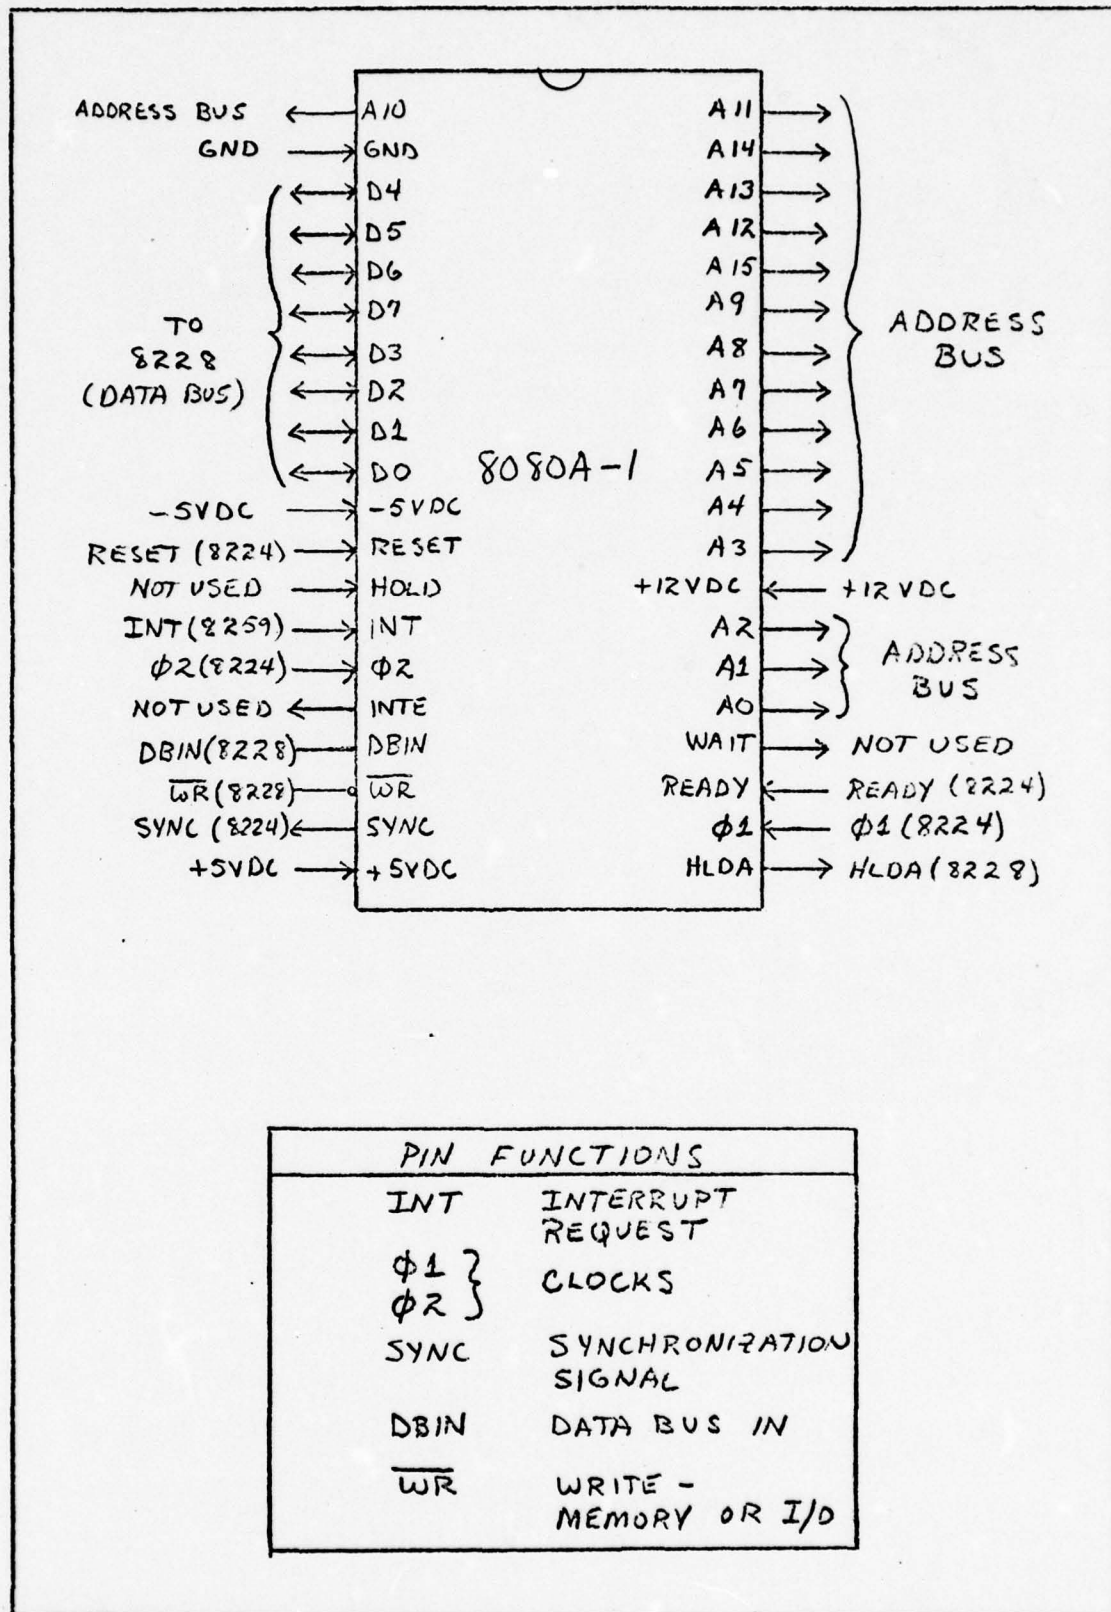 ADDRESS BUS A10 A11
GND GND A14
D4 A13
D5 A12
D6 A15
TO D7 A9 ADDRESS
8228 D3 A8 BUS
(DATA BUS) D2 A7
D1 A6
D0 8080A-1 A5
-5VDC -5VDC A4
RESET (8224) RESET A3
NOT USED HOLD +12VDC +12VDC
INT(8259) INT A2
φ2(8224) φ2 A1 ADDRESS
NOT USED INTE A0 BUS
DBIN(8228) DBIN WAIT NOT USED
W̅R̅(8228) W̅R̅ READY READY (8224)
SYNC (8224) SYNC φ1 φ1(8224)
+5VDC +5VDC HLDA HLDA(8228)
PIN FUNCTIONS
INT INTERRUPT
REQUEST
φ1 CLOCKS
φ2
SYNC SYNCHRONIZATION
SIGNAL
DBIN DATA BUS IN
W̅R̅ WRITE -
MEMORY OR I/O